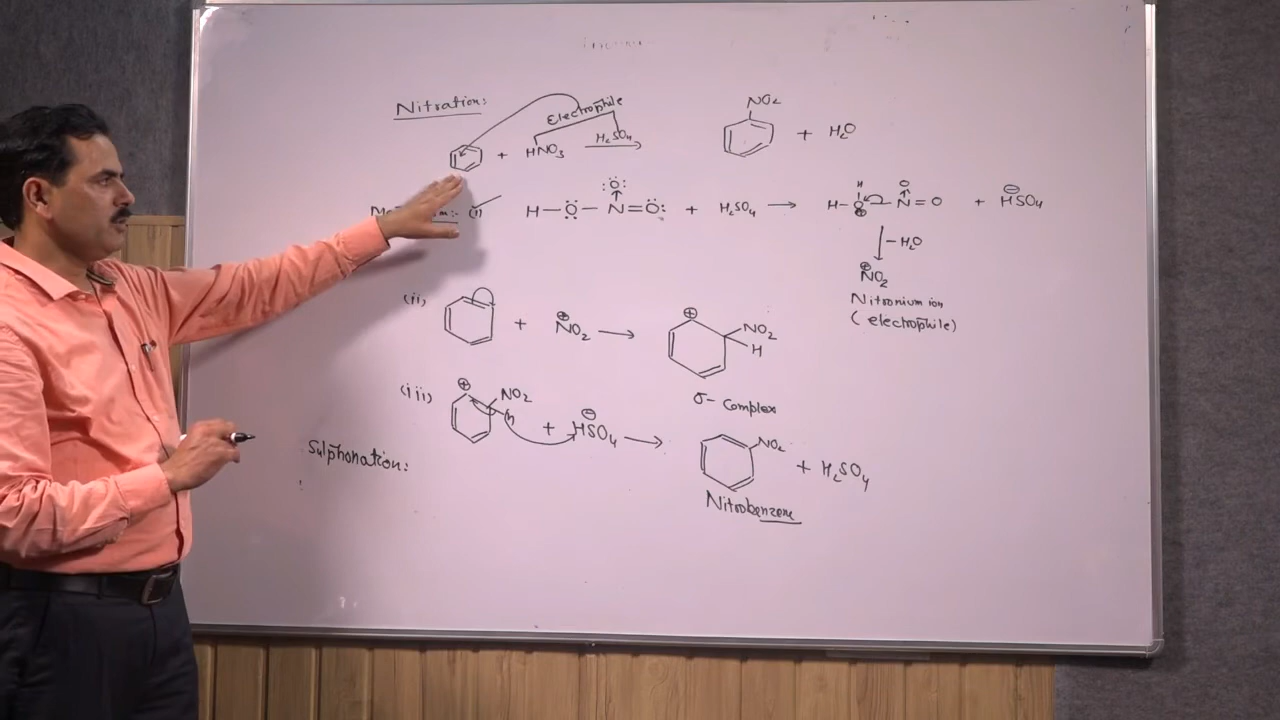 Nitration:
Electrophile
+ HNO3 H2SO4 → NO2 + H2O
(i) H — O — N = O: O + H2SO4 → H — O⊕ — N = O H O + HSO4⊖
- H2O
⊕NO2
Nitronium ion
(electrophile)
(ii) + ⊕NO2 → ⊕ NO2 H
σ- Complex
(iii) ⊕ NO2 H + HSO4⊖ → NO2 + H2SO4
Sulphonation:
Nitrobenzene